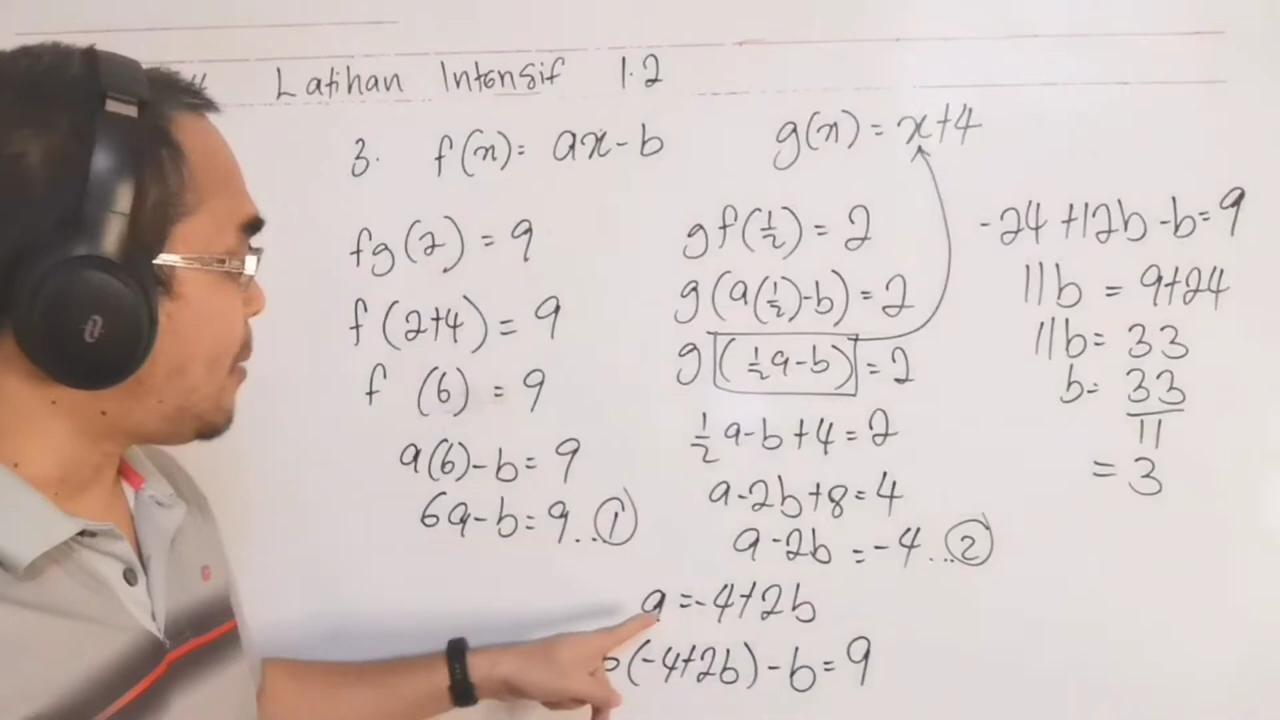 Latihan Intensif 1.2
3. f(x) = ax - b g(x) = x + 4
fg(2) = 9
f(2+4) = 9
f (6) = 9
a(6) - b = 9
6a - b = 9 ... ①
gf(½) = 2
g(a(½) - b) = 2
g(½a - b) = 2
½a - b + 4 = 2
a - 2b + 8 = 4
a - 2b = -4 ... ②
a = -4 + 2b
(-4+2b) - b = 9
-24 + 12b - b = 9
11b = 9+24
11b = 33
b = 33/11
= 3